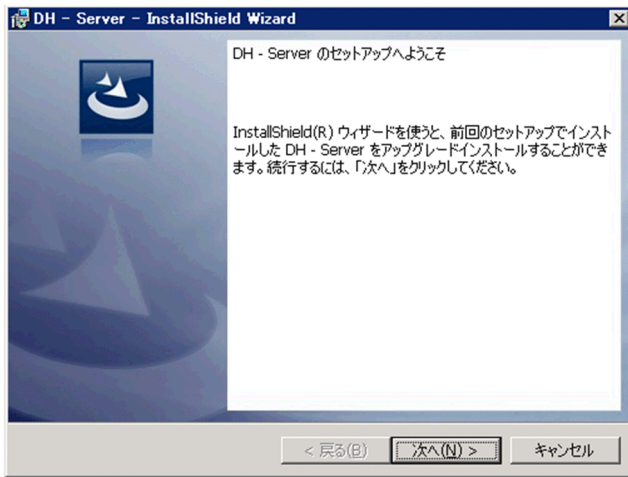 DH - Server - InstallShield Wizard
DH - Server のセットアップへようこそ
InstallShield(R) ウィザードを使うと、前回のセットアップでインスト
ールした DH - Server をアップグレードインストールすることができ
ます。続行するには、「次へ」をクリックしてください。
< 戻る(B)
次へ(N) >
キャンセル